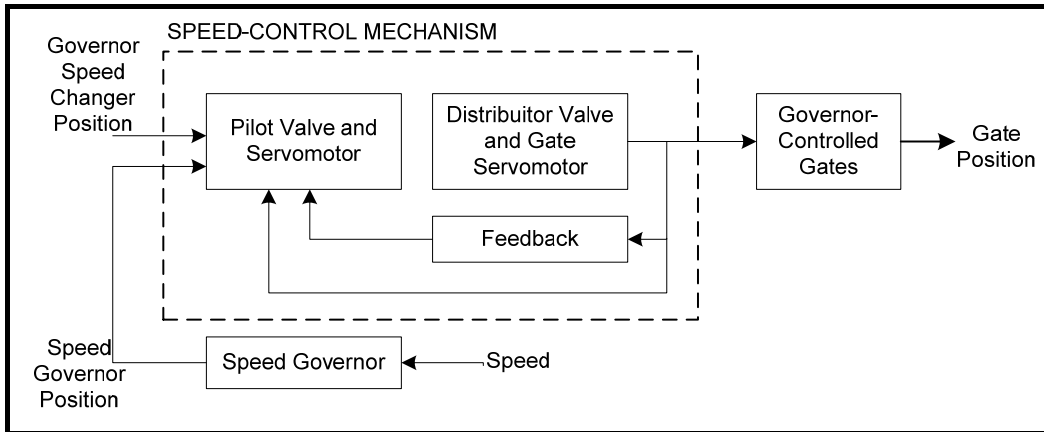 SPEED-CONTROL MECHANISM
Governor
Speed
Changer
Position
Pilot Valve and
Servomotor
Distribuitor Valve
and Gate
Servomotor
Governor-
Controlled
Gates
Gate
Position
Feedback
Speed
Governor
Position
Speed Governor
Speed